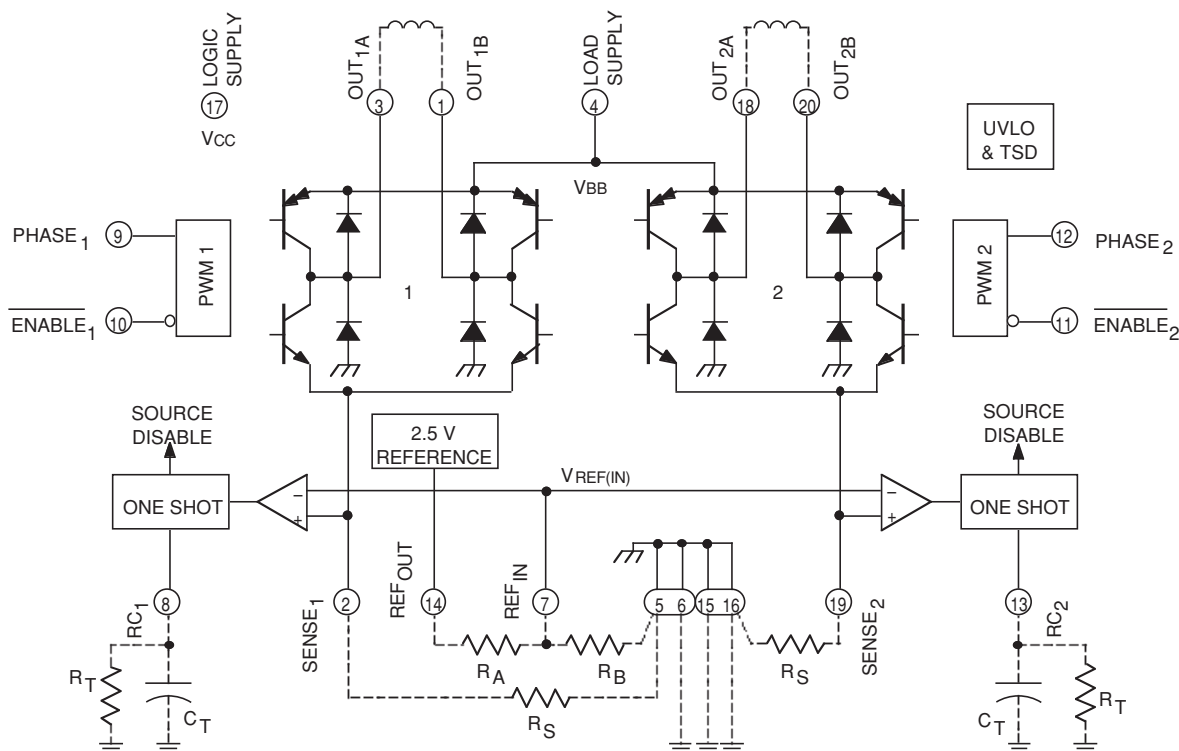 17
LOGIC
SUPPLY
VCC
OUT1A
3
OUT1B
1
LOAD
SUPPLY
4
OUT2A
18
OUT2B
20
UVLO
& TSD
VBB
PHASE1
9
PWM 1
ENABLE1
10
1
2
PWM 2
12
PHASE2
11
ENABLE2
SOURCE
DISABLE
ONE SHOT
2.5 V
REFERENCE
VREF(IN)
−
+
−
+
SOURCE
DISABLE
ONE SHOT
RC1
8
SENSE1
2
REFOUT
14
REFIN
7
5
6
15
16
19
SENSE2
13
RC2
RT
CT
RA
RB
RS
RS
CT
RT